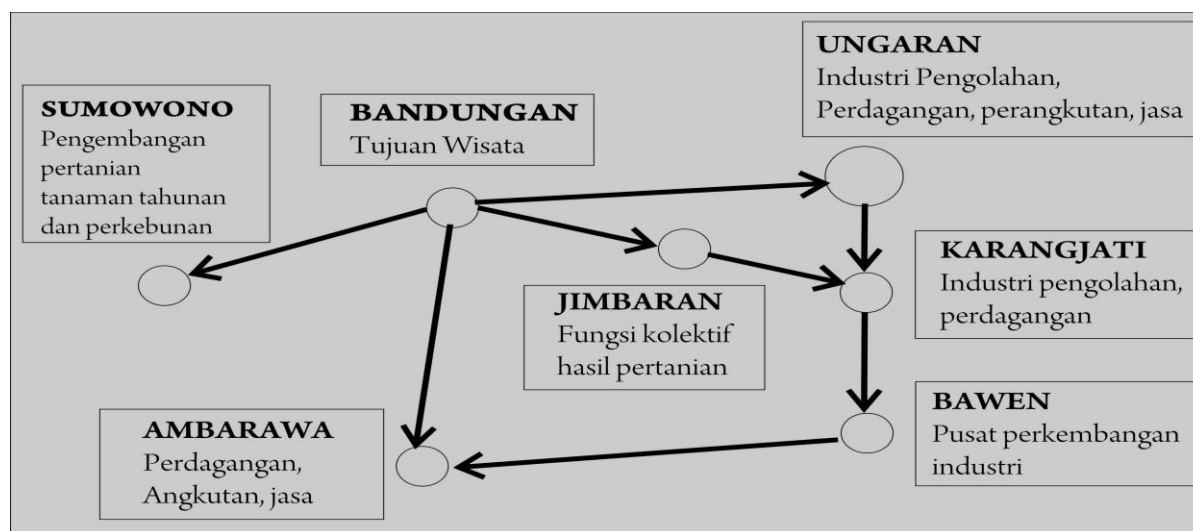 UNGARAN
Industri Pengolahan,
Perdagangan, perangkutan, jasa
SUMOWONO
Pengembangan
pertanian
tanaman tahunan
dan perkebunan
BANDUNGAN
Tujuan Wisata
KARANGJATI
Industri pengolahan,
perdagangan
JIMBARAN
Fungsi kolektif
hasil pertanian
AMBARAWA
Perdagangan,
Angkutan, jasa
BAWEN
Pusat perkembangan
industri